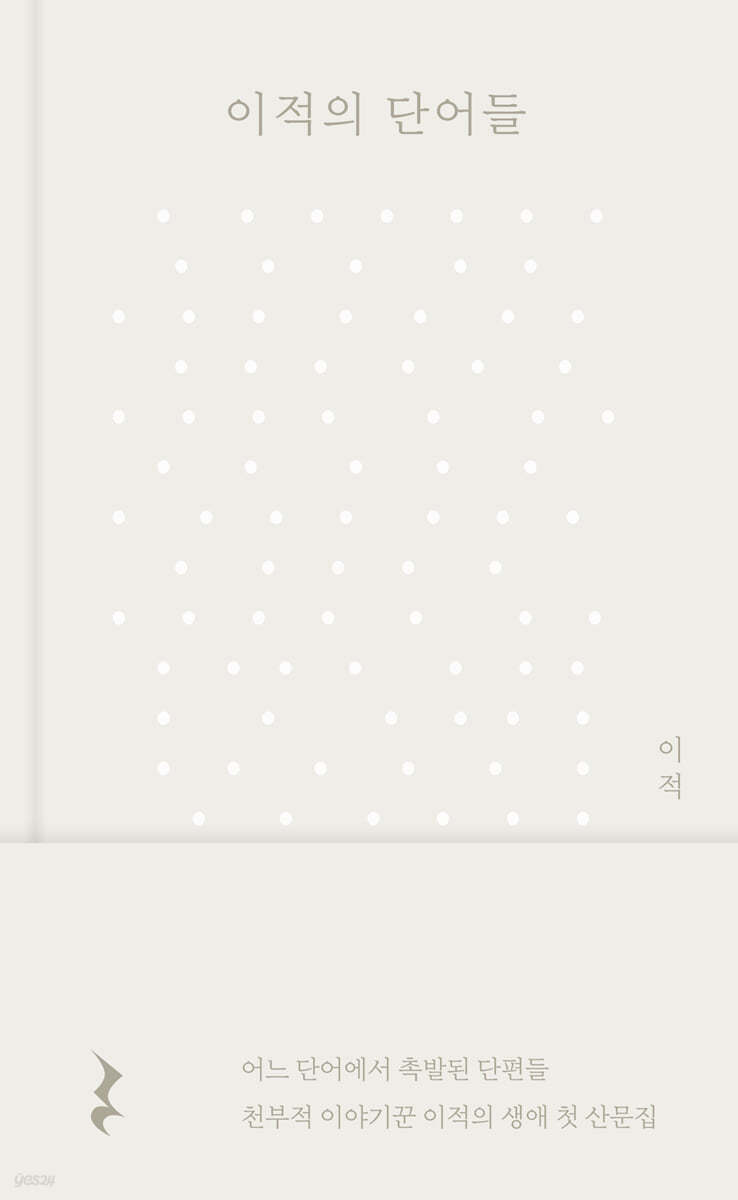 이적의 단어들
이
적
어느 단어에서 촉발된 단편들
천부적 이야기꾼 이적의 생애 첫 산문집
yes24